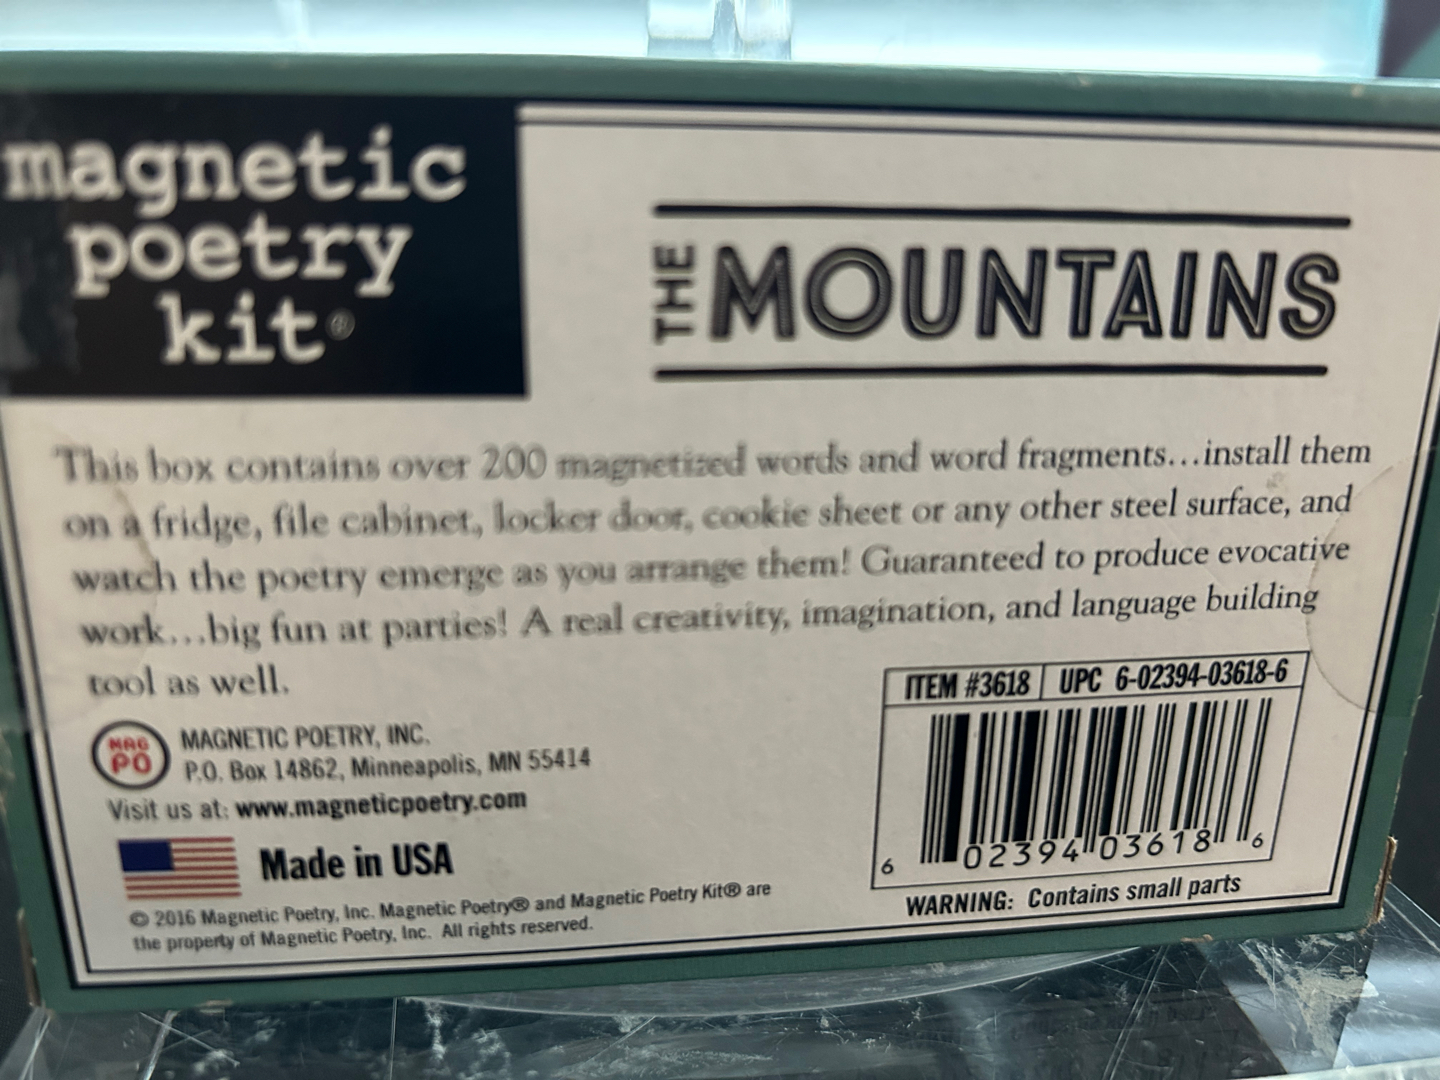 magnetic
poetry
kit®
THE MOUNTAINS
This box contains over 200 magnetized words and word fragments...install them
on a fridge, file cabinet, locker door, cookie sheet or any other steel surface, and
watch the poetry emerge as you arrange them! Guaranteed to produce evocative
work...big fun at parties! A real creativity, imagination, and language building
tool as well.
ITEM #3618 UPC 6-02394-03618-6
MAG
PO
MAGNETIC POETRY, INC.
P.O. Box 14862, Minneapolis, MN 55414
Visit us at: www.magneticpoetry.com
Made in USA
6 02394 03618 6
WARNING: Contains small parts
© 2016 Magnetic Poetry, Inc. Magnetic Poetry® and Magnetic Poetry Kit® are
the property of Magnetic Poetry, Inc. All rights reserved.